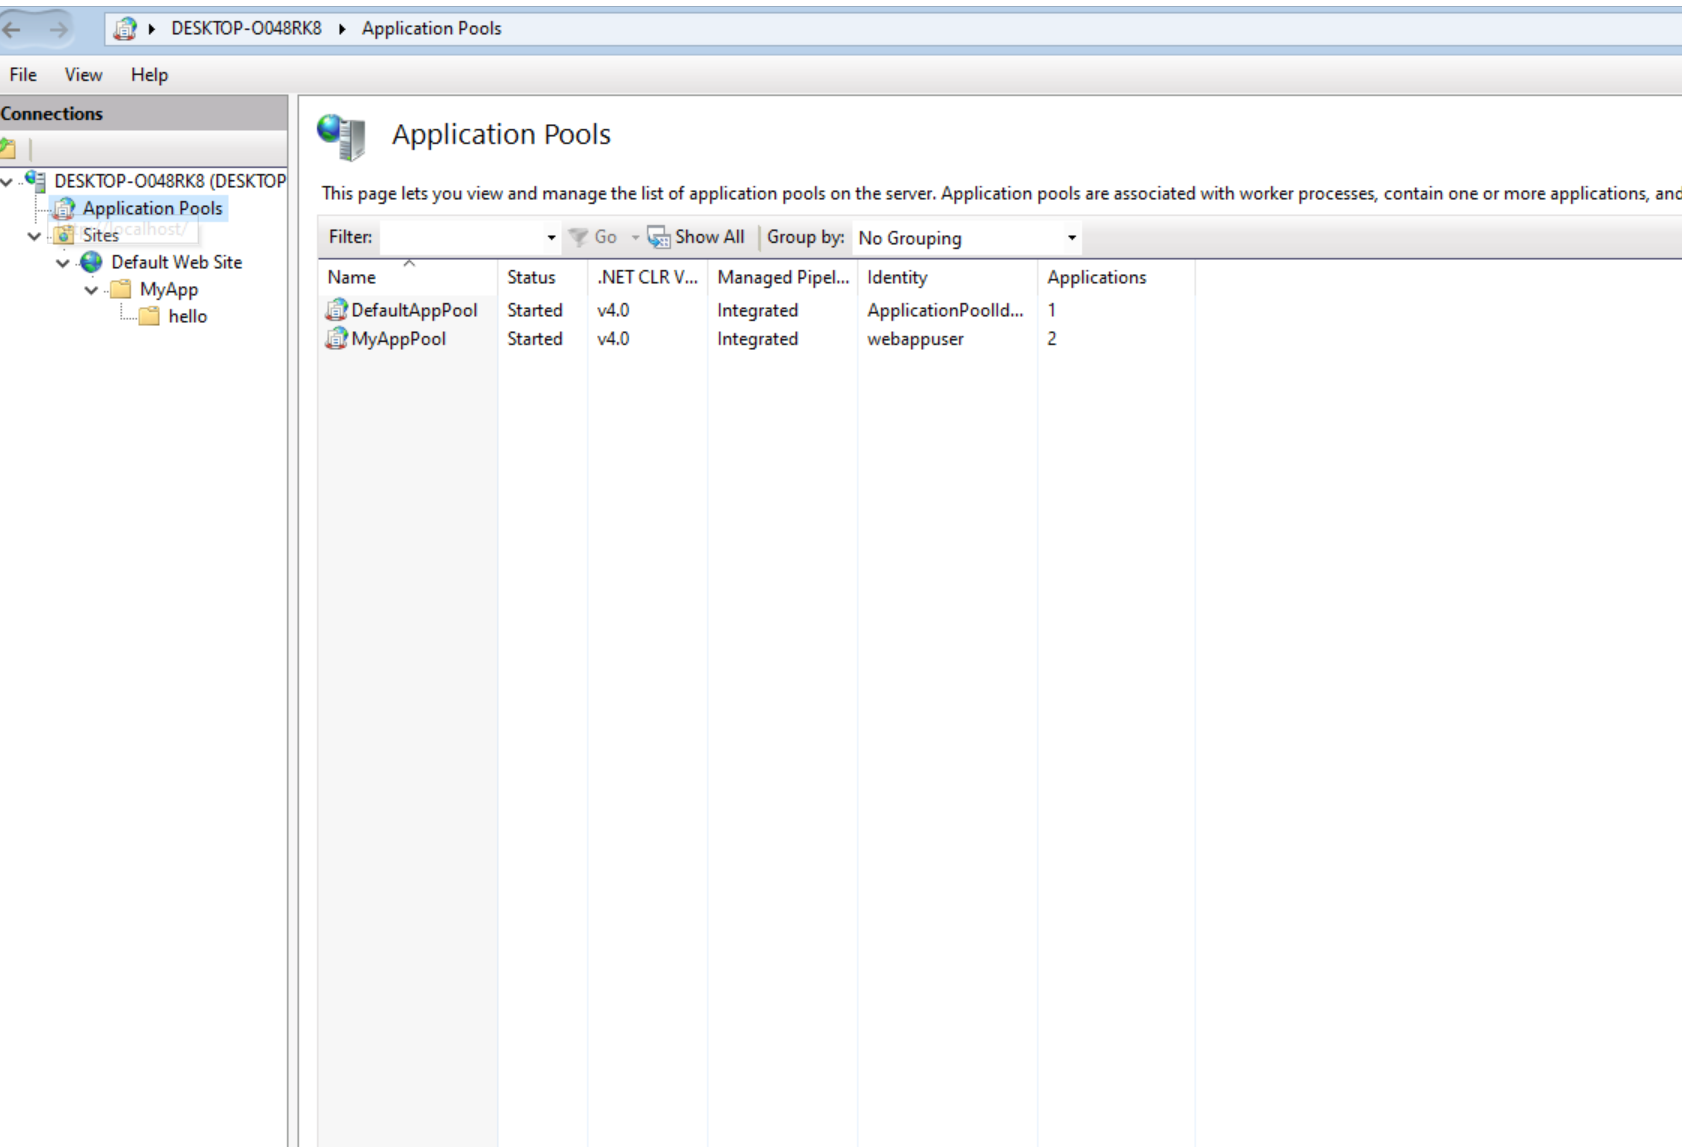 DESKTOP-O048RK8 Application Pools
File View Help
Connections
DESKTOP-O048RK8 (DESKTOP
Application Pools
/localhost/
Sites
Default Web Site
MyApp
hello
Application Pools
This page lets you view and manage the list of application pools on the server. Application pools are associated with worker processes, contain one or more applications, and
Filter: Go Show All Group by: No Grouping
Name Status .NET CLR V... Managed Pipel... Identity Applications
DefaultAppPool Started v4.0 Integrated ApplicationPoolId... 1
MyAppPool Started v4.0 Integrated webappuser 2